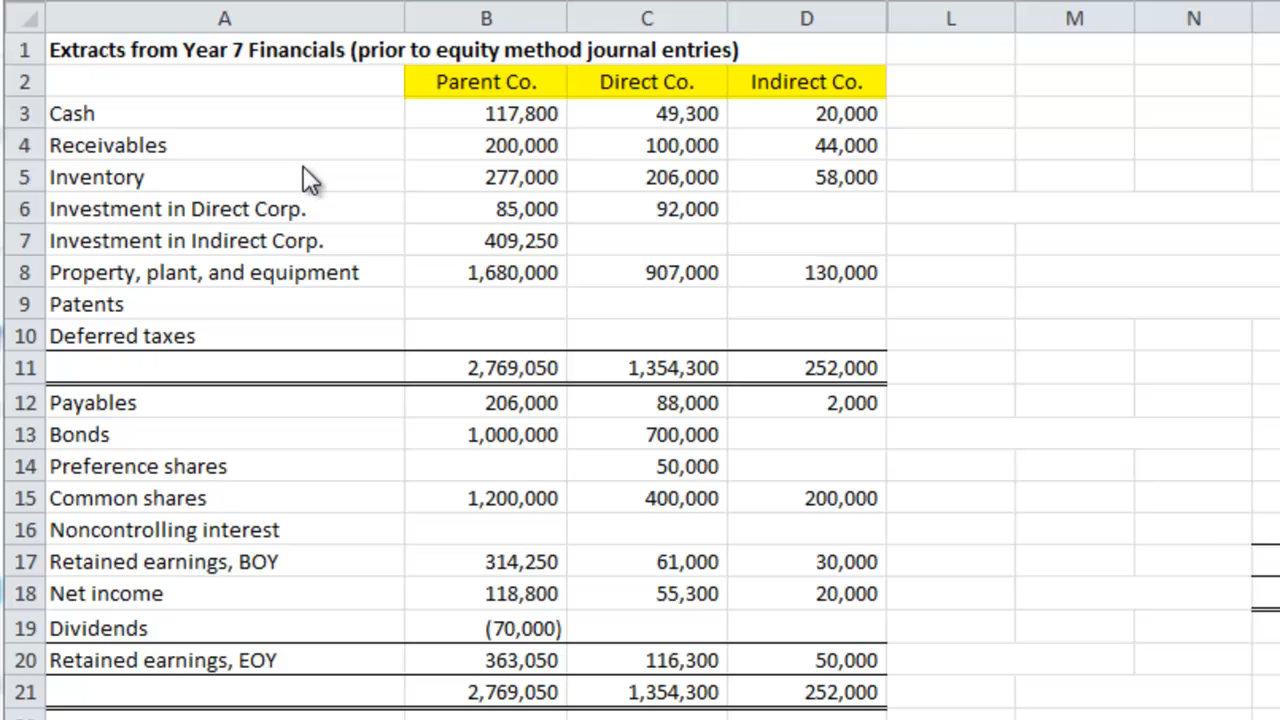 A B C D L M N
1 Extracts from Year 7 Financials (prior to equity method journal entries)
2 Parent Co. Direct Co. Indirect Co.
3 Cash 117,800 49,300 20,000
4 Receivables 200,000 100,000 44,000
5 Inventory 277,000 206,000 58,000
6 Investment in Direct Corp. 85,000 92,000
7 Investment in Indirect Corp. 409,250
8 Property, plant, and equipment 1,680,000 907,000 130,000
9 Patents
10 Deferred taxes
11 2,769,050 1,354,300 252,000
12 Payables 206,000 88,000 2,000
13 Bonds 1,000,000 700,000
14 Preference shares 50,000
15 Common shares 1,200,000 400,000 200,000
16 Noncontrolling interest
17 Retained earnings, BOY 314,250 61,000 30,000
18 Net income 118,800 55,300 20,000
19 Dividends (70,000)
20 Retained earnings, EOY 363,050 116,300 50,000
21 2,769,050 1,354,300 252,000